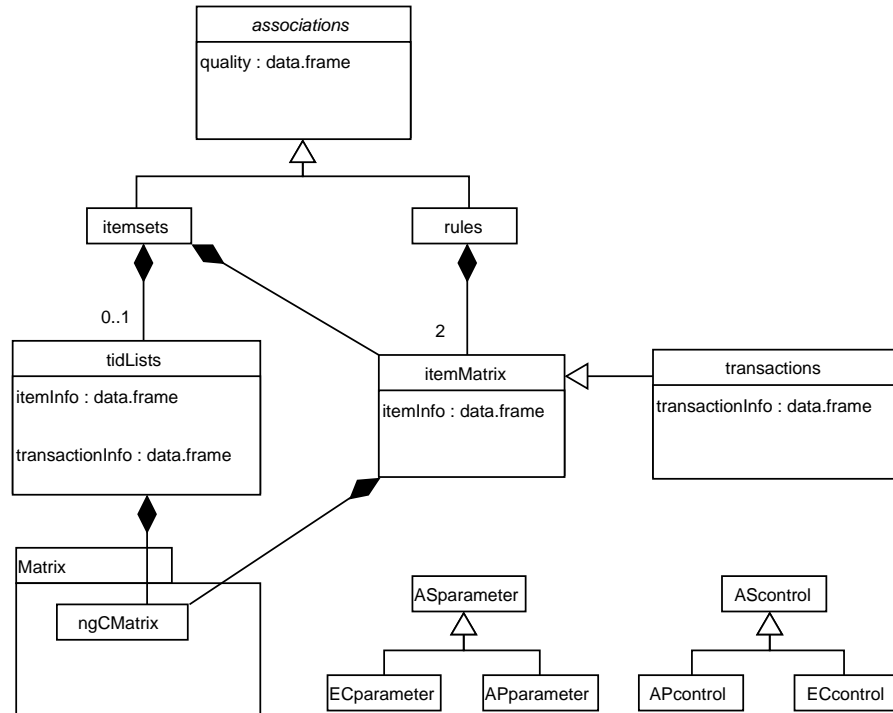 associations
quality : data.frame
itemsets
rules
0..1
2
tidLists
itemInfo : data.frame
transactionInfo : data.frame
itemMatrix
itemInfo : data.frame
transactions
transactionInfo : data.frame
Matrix
ngCMatrix
ASparameter
AScontrol
ECparameter
APparameter
APcontrol
ECcontrol